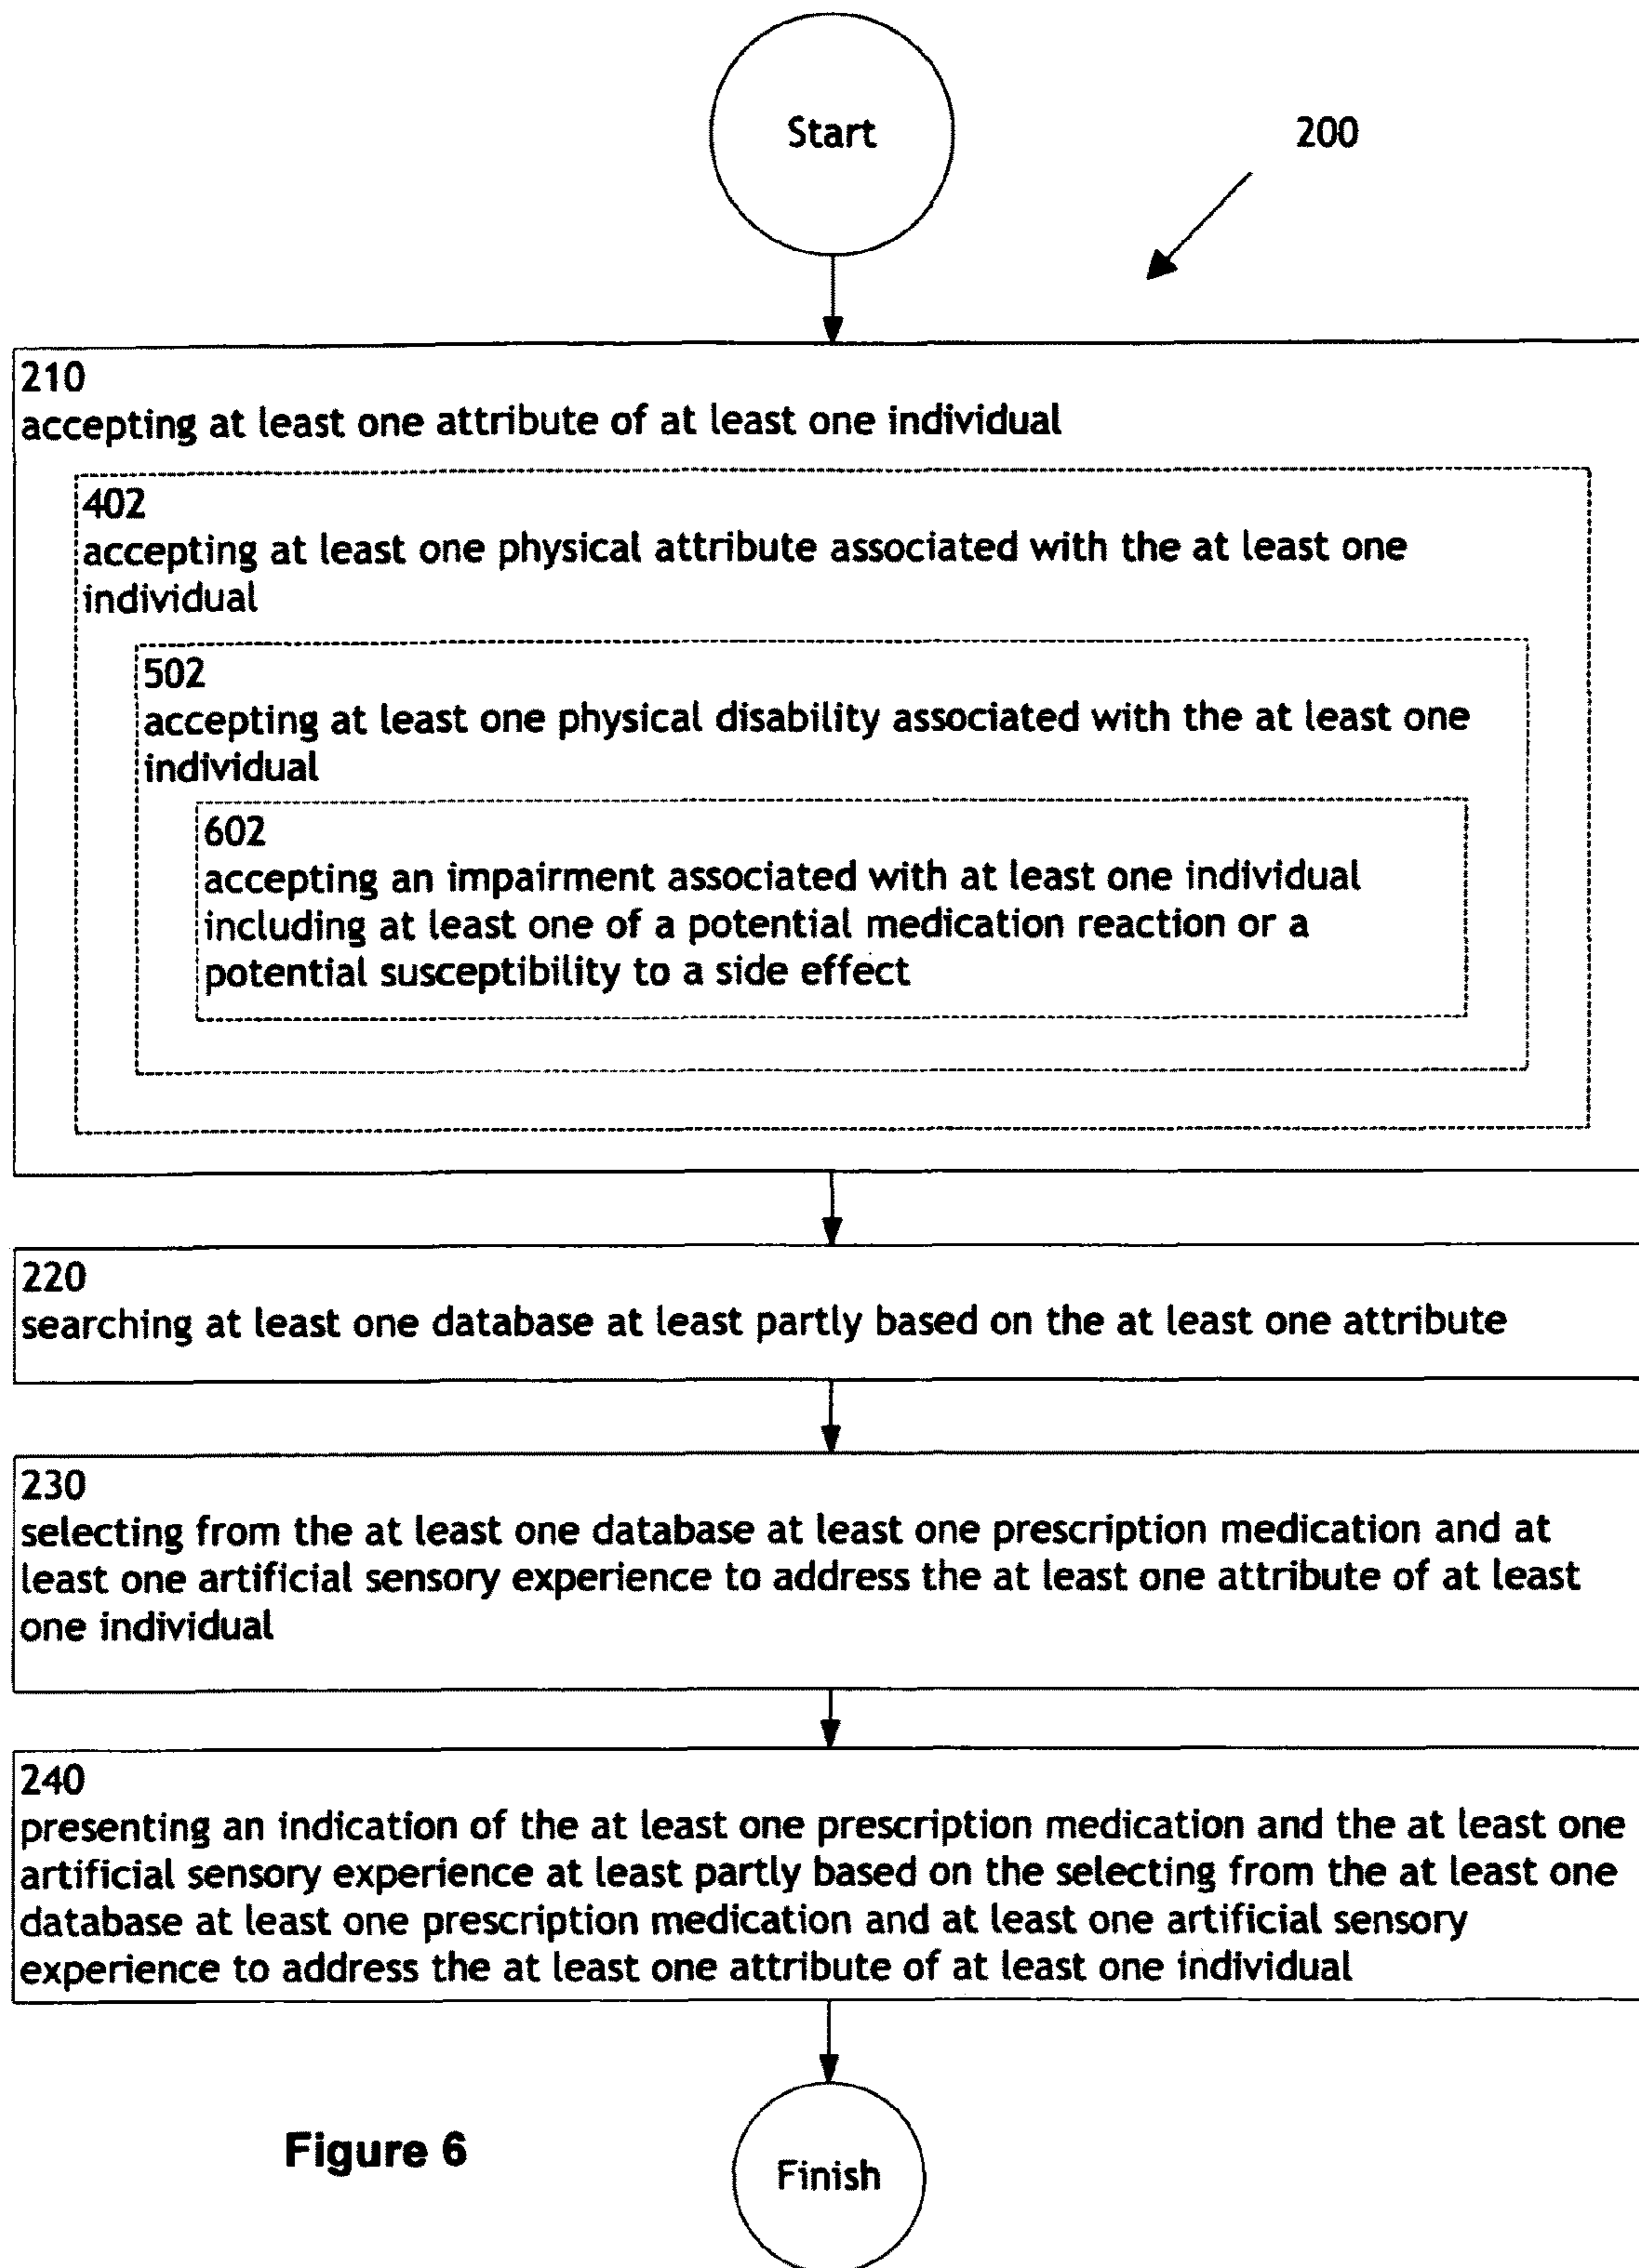 Start
200
210
accepting at least one attribute of at least one individual
402
accepting at least one physical attribute associated with the at least one
individual
502
accepting at least one physical disability associated with the at least one
individual
602
accepting an impairment associated with at least one individual
including at least one of a potential medication reaction or a
potential susceptibility to a side effect
220
searching at least one database at least partly based on the at least one attribute
230
selecting from the at least one database at least one prescription medication and at
least one artificial sensory experience to address the at least one attribute of at least
one individual
240
presenting an indication of the at least one prescription medication and the at least one
artificial sensory experience at least partly based on the selecting from the at least one
database at least one prescription medication and at least one artificial sensory
experience to address the at least one attribute of at least one individual
Figure 6
Finish